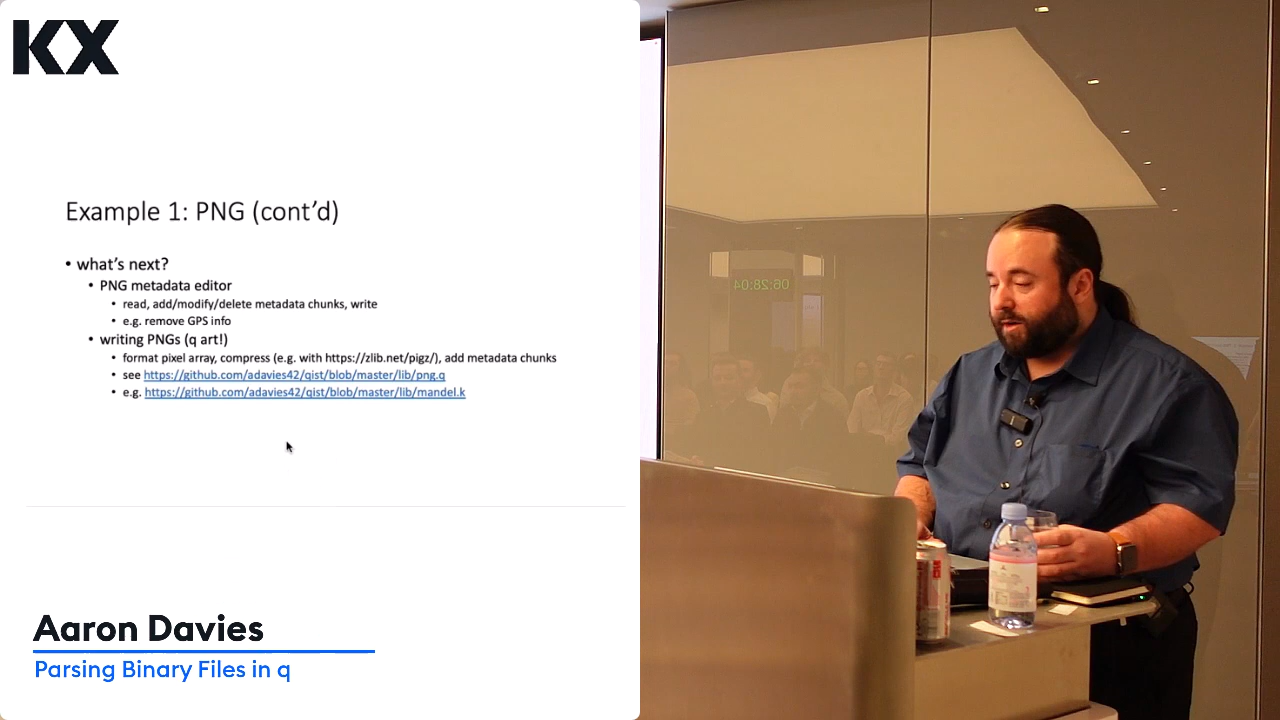 KX
Example 1: PNG (cont’d)
• what’s next?
• PNG metadata editor
• read, add/modify/delete metadata chunks, write
• e.g. remove GPS info
• writing PNGs (q art!)
• format pixel array, compress (e.g. with https://zlib.net/pigz/), add metadata chunks
• see https://github.com/adavies42/qist/blob/master/lib/png.q
• e.g. https://github.com/adavies42/qist/blob/master/lib/mandel.k
Aaron Davies
Parsing Binary Files in q
06:28:04